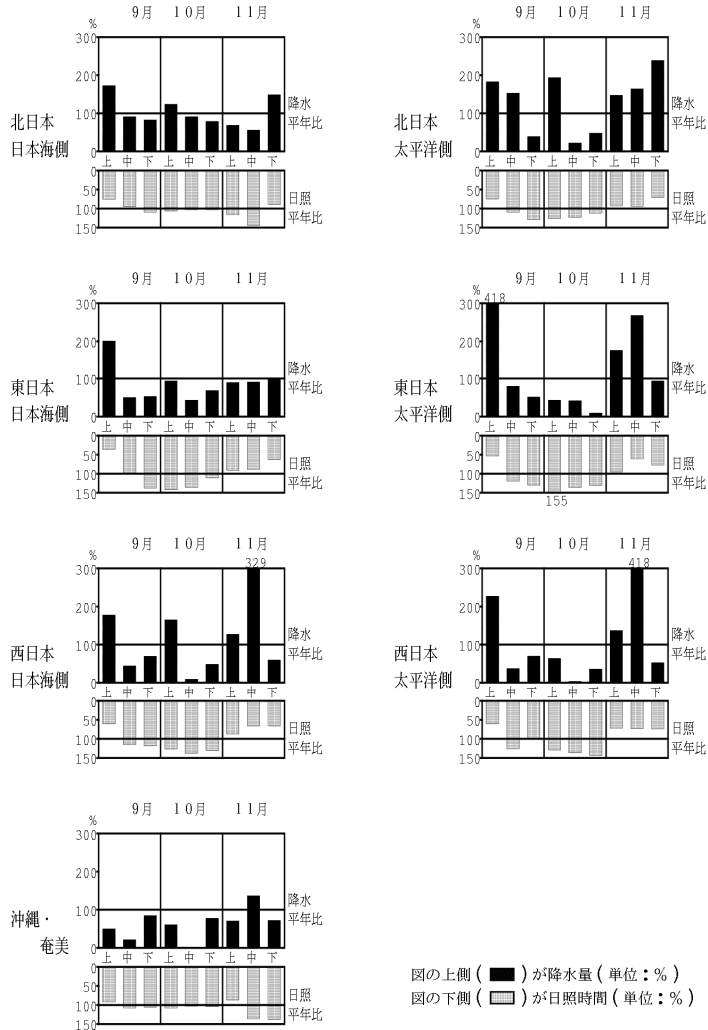 9月 10月 11月
%
300
200
100
0
上 中 下 上 中 下 上 中 下
0
50
100
150
北日本
日本海側
降水
平年比
日照
平年比
9月 10月 11月
%
300
200
100
0
上 中 下 上 中 下 上 中 下
0
50
100
150
北日本
太平洋側
降水
平年比
日照
平年比
9月 10月 11月
%
300
200
100
0
上 中 下 上 中 下 上 中 下
0
50
100
150
東日本
日本海側
降水
平年比
日照
平年比
9月 10月 11月
%
418
300
200
100
0
上 中 下 上 中 下 上 中 下
0
50
100
150
155
東日本
太平洋側
降水
平年比
日照
平年比
9月 10月 11月
%
329
300
200
100
0
上 中 下 上 中 下 上 中 下
0
50
100
150
西日本
日本海側
降水
平年比
日照
平年比
9月 10月 11月
%
418
300
200
100
0
上 中 下 上 中 下 上 中 下
0
50
100
150
西日本
太平洋側
降水
平年比
日照
平年比
9月 10月 11月
%
300
200
100
0
上 中 下 上 中 下 上 中 下
0
50
100
150
沖縄・
奄美
降水
平年比
日照
平年比
図の上側( )が降水量(単位:%)
図の下側( )が日照時間(単位:%)